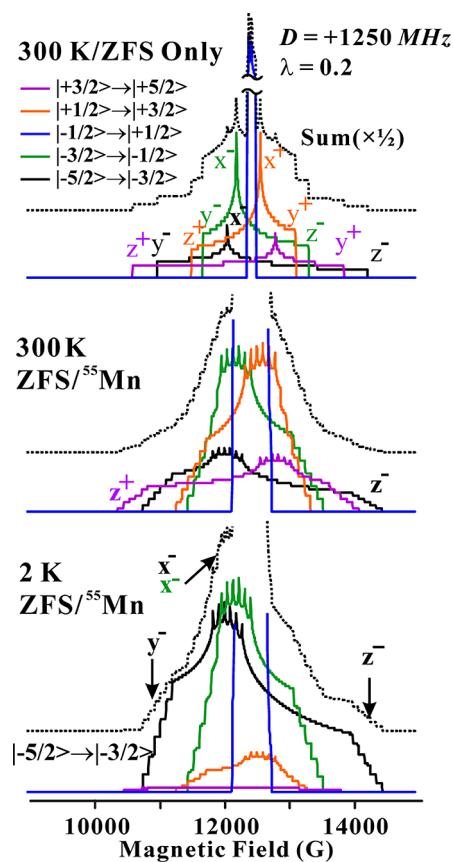 300 K/ZFS Only
D = +1250 MHz
λ = 0.2
|+3/2>→|+5/2>
|+1/2>→|+3/2>
|-1/2>→|+1/2>
|-3/2>→|-1/2>
|-5/2>→|-3/2>
Sum(×½)
x⁻ x⁺
z⁺ y⁻ z⁺ y⁻ x⁻ y⁺ z⁻ y⁺ z⁻
300 K
ZFS/⁵⁵Mn
z⁺ z⁻
2 K
ZFS/⁵⁵Mn
x⁻
x⁻
y⁻ z⁻
|-5/2>→|-3/2>
10000 12000 14000
Magnetic Field (G)